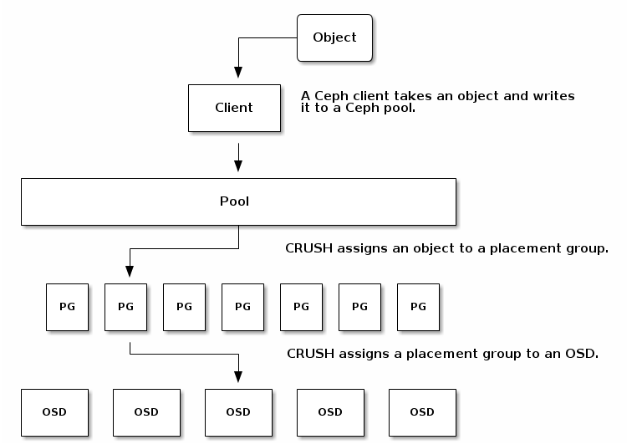 Object
Client
A Ceph client takes an object and writes
it to a Ceph pool.
Pool
CRUSH assigns an object to a placement group.
PG PG PG PG PG PG PG
CRUSH assigns a placement group to an OSD.
OSD OSD OSD OSD OSD